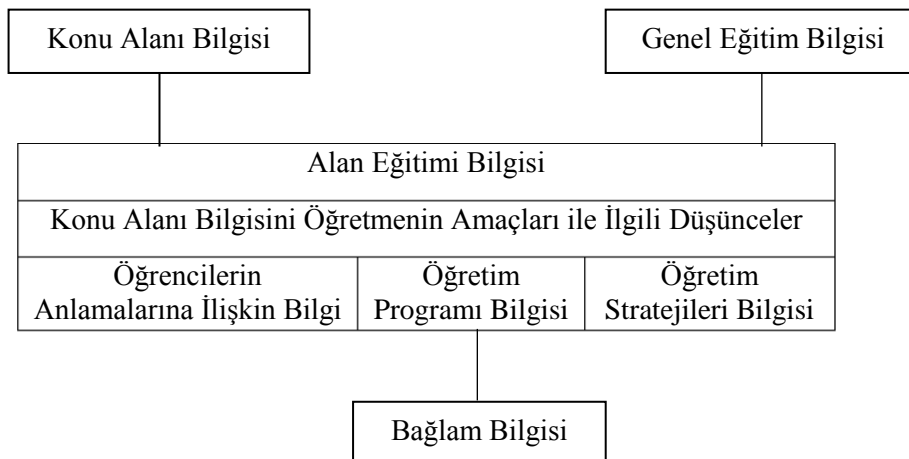 Konu Alanı Bilgisi
Genel Eğitim Bilgisi
Alan Eğitimi Bilgisi
Konu Alanı Bilgisini Öğretmenin Amaçları ile İlgili Düşünceler
Öğrencilerin
Anlamalarına İlişkin Bilgi
Öğretim
Programı Bilgisi
Öğretim
Stratejileri Bilgisi
Bağlam Bilgisi